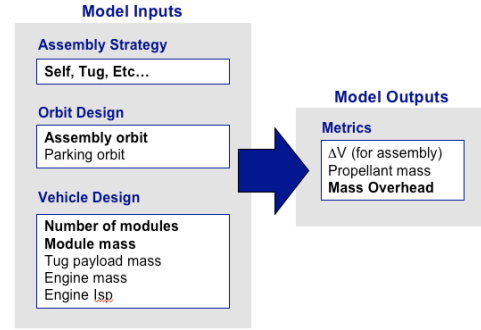 Model Inputs
Assembly Strategy
Self, Tug, Etc…
Orbit Design
Assembly orbit
Parking orbit
Vehicle Design
Number of modules
Module mass
Tug payload mass
Engine mass
Engine Isp
Model Outputs
Metrics
ΔV (for assembly)
Propellant mass
Mass Overhead